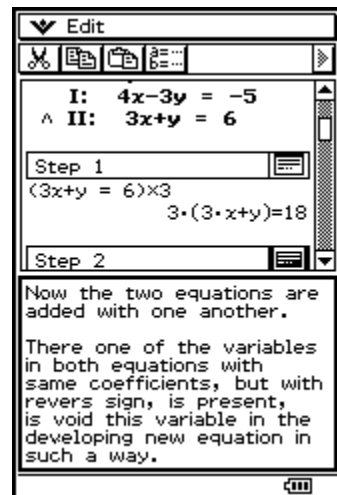 Edit
I: 4x−3y = −5
∧ II: 3x+y = 6
Step 1
(3x+y = 6)×3
3·(3·x+y)=18
Step 2
Now the two equations are
added with one another.
There one of the variables
in both equations with
same coefficients, but with
revers sign, is present,
is void this variable in the
developing new equation in
such a way.